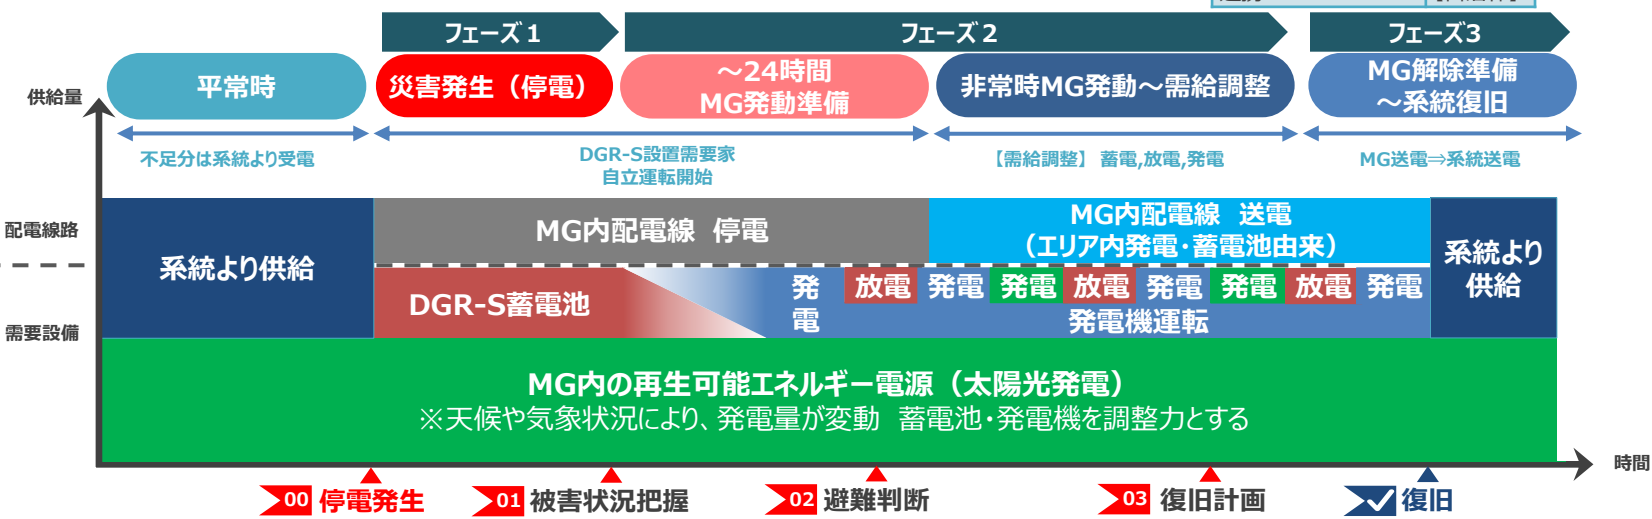 フェーズ１
フェーズ２
フェーズ3
平常時
災害発生（停電）
～24時間
MG発動準備
非常時MG発動～需給調整
MG解除準備
～系統復旧
供給量
不足分は系統より受電
DGR-S設置需要家
自立運転開始
【需給調整】 蓄電,放電,発電
MG送電⇒系統送電
配電線路
需要設備
系統より供給
MG内配電線 停電
MG内配電線 送電
（エリア内発電・蓄電池由来）
系統より
供給
DGR-S蓄電池
発
電
放電
発電
発電
放電
発電
発電
放電
発電
発電機運転
MG内の再生可能エネルギー電源（太陽光発電）
※天候や気象状況により、発電量が変動 蓄電池・発電機を調整力とする
時間
00 停電発生
01 被害状況把握
02 避難判断
03 復旧計画
復旧